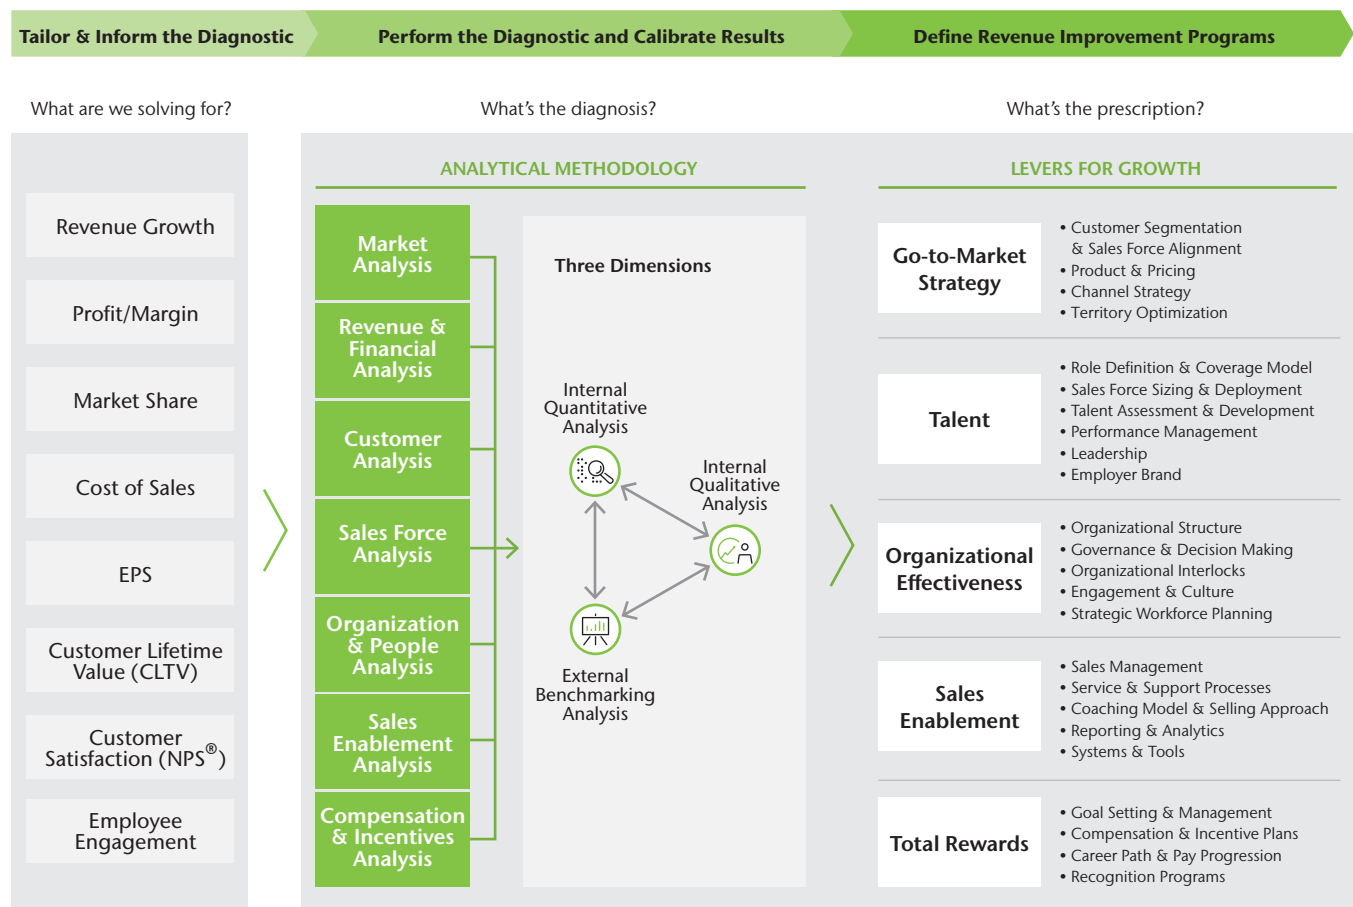 Tailor & Inform the Diagnostic
Perform the Diagnostic and Calibrate Results
Define Revenue Improvement Programs
What are we solving for?
What's the diagnosis?
What's the prescription?
Revenue Growth
Profit/Margin
Market Share
Cost of Sales
EPS
Customer Lifetime
Value (CLTV)
Customer
Satisfaction (NPS®)
Employee
Engagement
ANALYTICAL METHODOLOGY
Market
Analysis
Revenue &
Financial
Analysis
Customer
Analysis
Sales Force
Analysis
Organization
& People
Analysis
Sales
Enablement
Analysis
Compensation
& Incentives
Analysis
Three Dimensions
Internal
Quantitative
Analysis
Internal
Qualitative
Analysis
External
Benchmarking
Analysis
LEVERS FOR GROWTH
Go-to-Market
Strategy
• Customer Segmentation
& Sales Force Alignment
• Product & Pricing
• Channel Strategy
• Territory Optimization
Talent
• Role Definition & Coverage Model
• Sales Force Sizing & Deployment
• Talent Assessment & Development
• Performance Management
• Leadership
• Employer Brand
Organizational
Effectiveness
• Organizational Structure
• Governance & Decision Making
• Organizational Interlocks
• Engagement & Culture
• Strategic Workforce Planning
Sales
Enablement
• Sales Management
• Service & Support Processes
• Coaching Model & Selling Approach
• Reporting & Analytics
• Systems & Tools
Total Rewards
• Goal Setting & Management
• Compensation & Incentive Plans
• Career Path & Pay Progression
• Recognition Programs